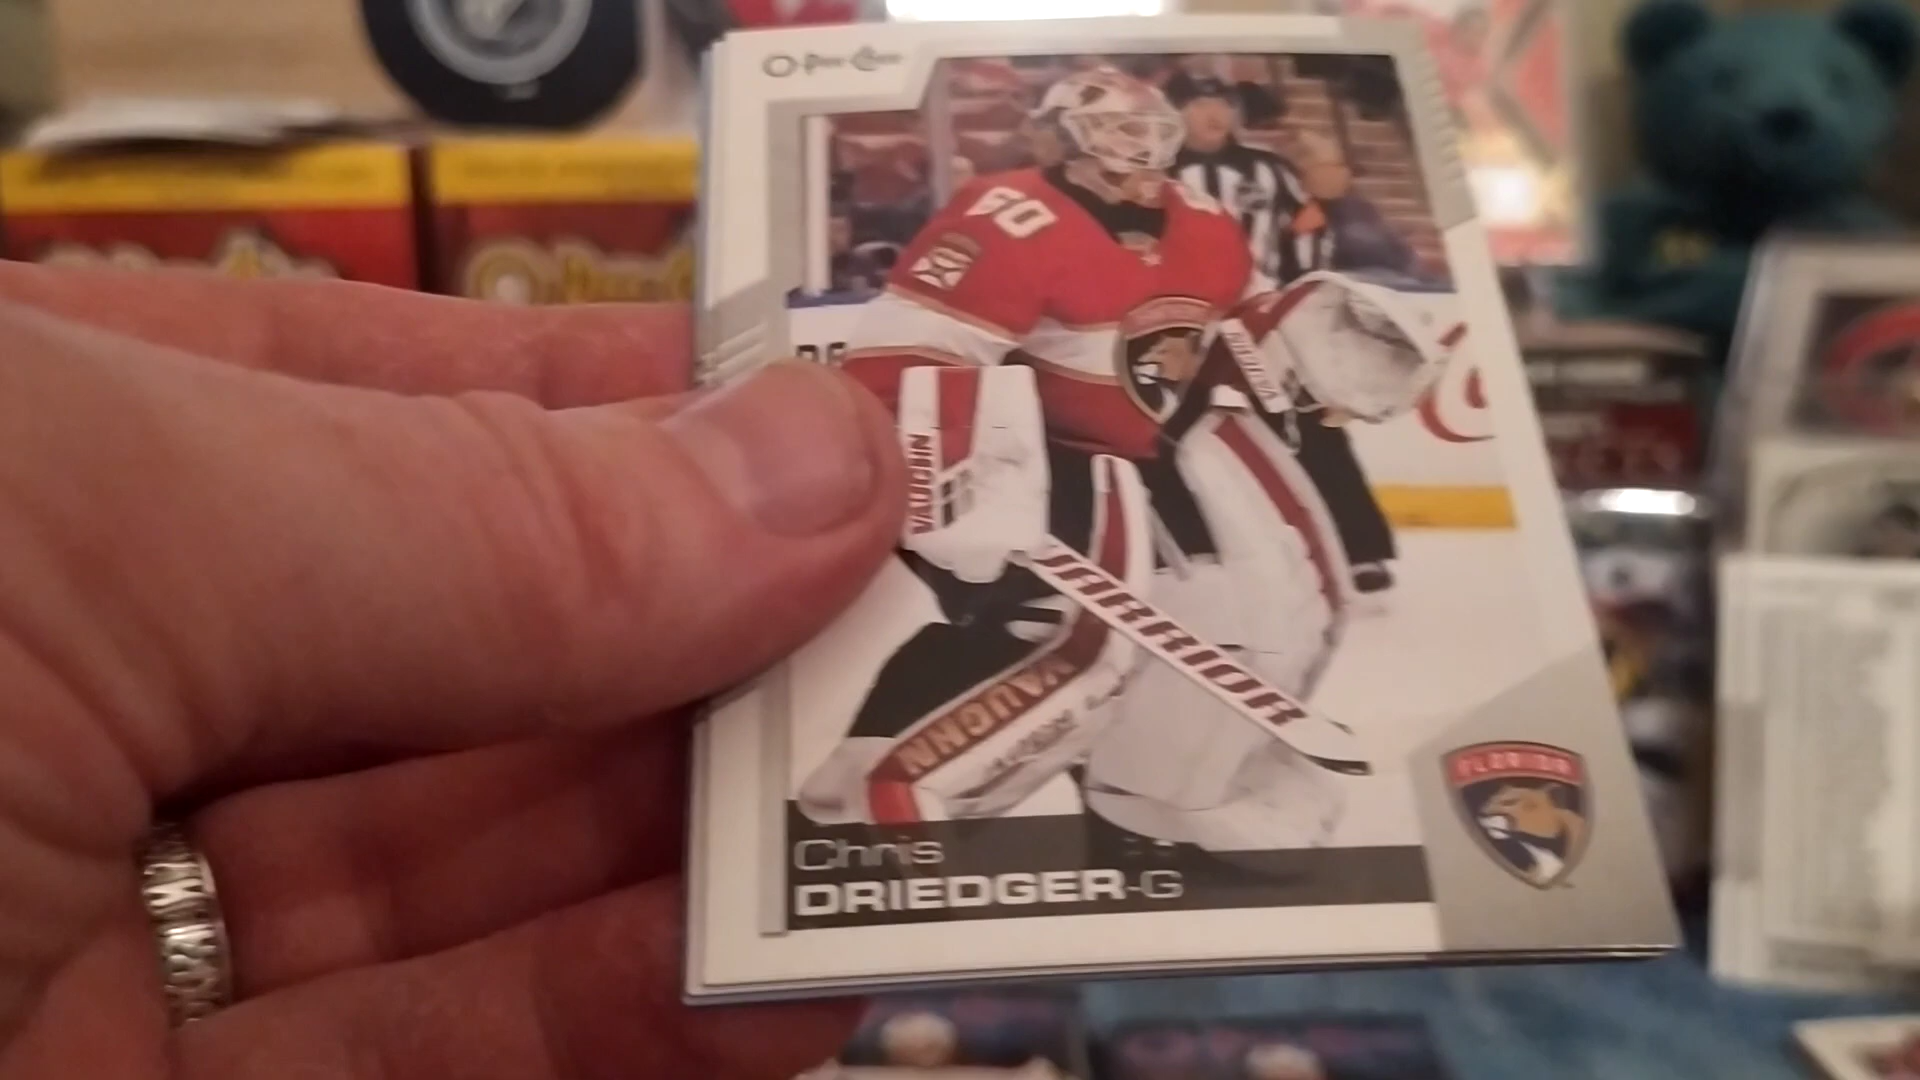 O-Pee-Chee
60
VAUGHN
VAUGHN
WARRIOR
VAUGHN
FLORIDA
Chris
DRIEDGER-G